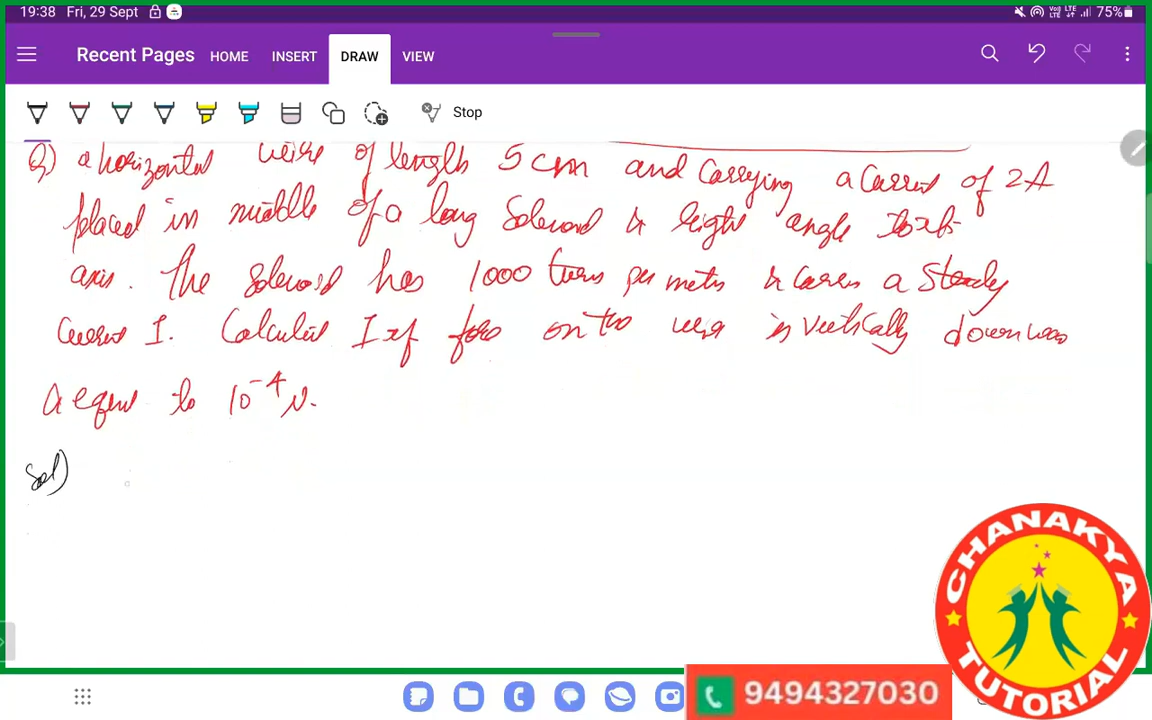 19:38 Fri, 29 Sept 75%
Recent Pages HOME INSERT DRAW VIEW
Stop
Q) a horizontal wire of length 5 cm and carrying a current of 2A
placed in middle of a long Solenoid & right angle to its
axis. The solenoid has 1000 turns per metre & carries a steady
current I. Calculate I if force on the wire is vertically downward
a equal to 10⁻⁴ N.
Sol)
CHANAKYA
TUTORIAL
9494327030